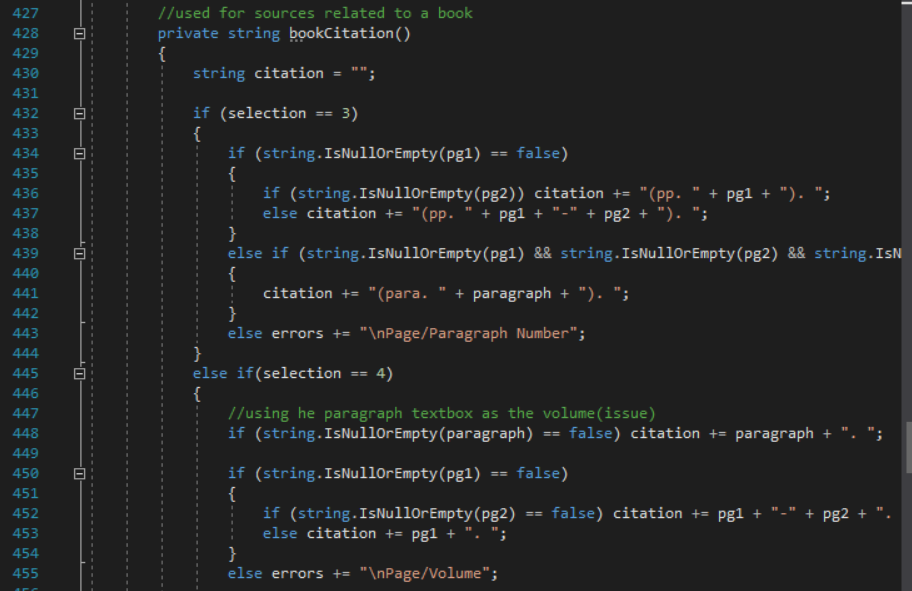 427 //used for sources related to a book
428 private string bookCitation()
429 {
430 string citation = "";
431
432 if (selection == 3)
433 {
434 if (string.IsNullOrEmpty(pg1) == false)
435 {
436 if (string.IsNullOrEmpty(pg2)) citation += "(pp. " + pg1 + "). ";
437 else citation += "(pp. " + pg1 + "-" + pg2 + "). ";
438 }
439 else if (string.IsNullOrEmpty(pg1) && string.IsNullOrEmpty(pg2) && string.IsN
440 {
441 citation += "(para. " + paragraph + "). ";
442 }
443 else errors += "\nPage/Paragraph Number";
444 }
445 else if(selection == 4)
446 {
447 //using he paragraph textbox as the volume(issue)
448 if (string.IsNullOrEmpty(paragraph) == false) citation += paragraph + ". ";
449
450 if (string.IsNullOrEmpty(pg1) == false)
451 {
452 if (string.IsNullOrEmpty(pg2) == false) citation += pg1 + "-" + pg2 + ".
453 else citation += pg1 + ". ";
454 }
455 else errors += "\nPage/Volume";